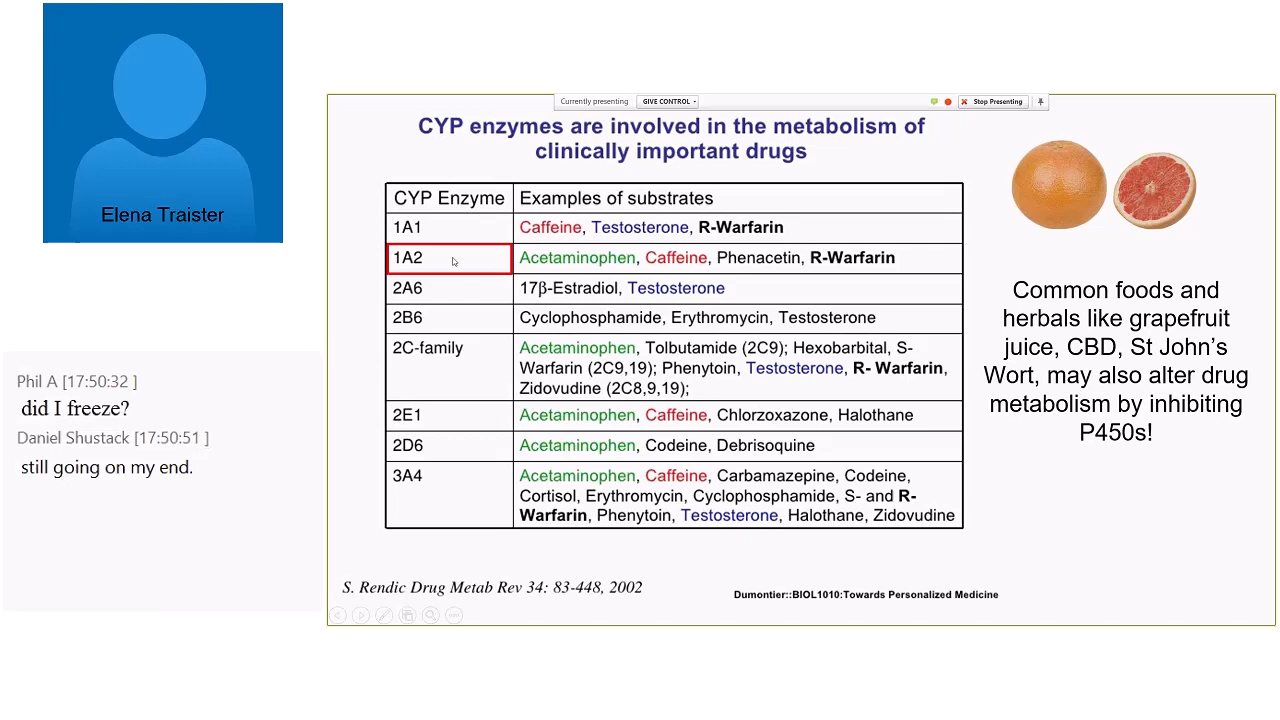 Elena Traister
Phil A [17:50:32 ]
did I freeze?
Daniel Shustack [17:50:51 ]
still going on my end.
Currently presenting
GIVE CONTROL
Stop Presenting
CYP enzymes are involved in the metabolism of
clinically important drugs
CYP Enzyme Examples of substrates
1A1 Caffeine, Testosterone, R-Warfarin
1A2 Acetaminophen, Caffeine, Phenacetin, R-Warfarin
2A6 17β-Estradiol, Testosterone
2B6 Cyclophosphamide, Erythromycin, Testosterone
2C-family Acetaminophen, Tolbutamide (2C9); Hexobarbital, S-
Warfarin (2C9,19); Phenytoin, Testosterone, R- Warfarin,
Zidovudine (2C8,9,19);
2E1 Acetaminophen, Caffeine, Chlorzoxazone, Halothane
2D6 Acetaminophen, Codeine, Debrisoquine
3A4 Acetaminophen, Caffeine, Carbamazepine, Codeine,
Cortisol, Erythromycin, Cyclophosphamide, S- and R-
Warfarin, Phenytoin, Testosterone, Halothane, Zidovudine
Common foods and
herbals like grapefruit
juice, CBD, St John’s
Wort, may also alter drug
metabolism by inhibiting
P450s!
S. Rendic Drug Metab Rev 34: 83-448, 2002
Dumontier::BIOL1010:Towards Personalized Medicine